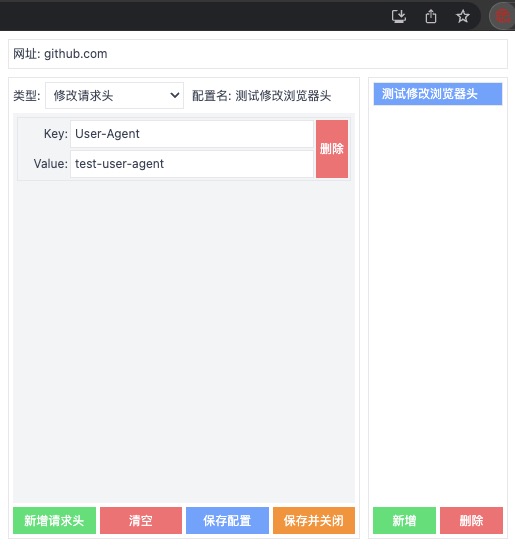 网址: github.com
类型: 修改请求头 配置名: 测试修改浏览器头
Key: User-Agent
Value: test-user-agent
删除
新增请求头 清空 保存配置 保存并关闭
测试修改浏览器头
新增 删除